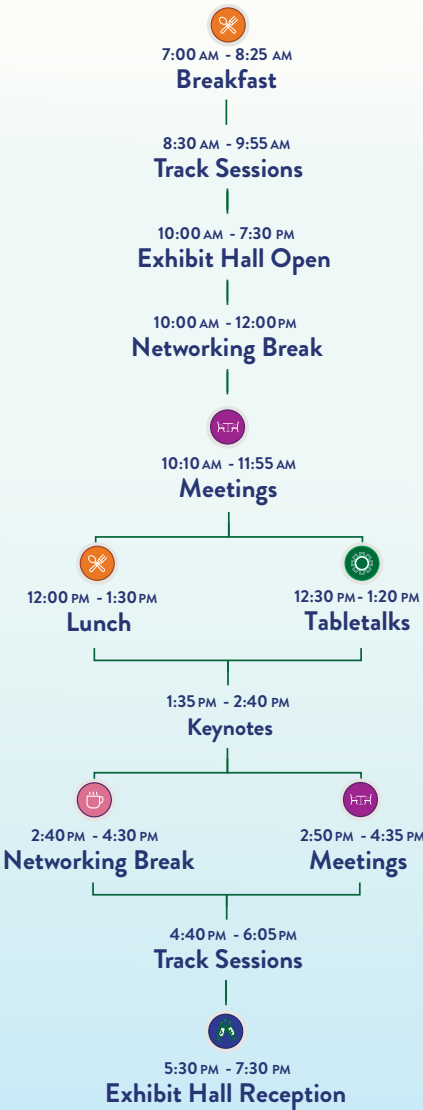 7:00 AM - 8:25 AM
Breakfast
8:30 AM - 9:55 AM
Track Sessions
10:00 AM - 7:30 PM
Exhibit Hall Open
10:00 AM - 12:00 PM
Networking Break
10:10 AM - 11:55 AM
Meetings
12:00 PM - 1:30 PM
Lunch
12:30 PM - 1:20 PM
Tabletalks
1:35 PM - 2:40 PM
Keynotes
2:40 PM - 4:30 PM
Networking Break
2:50 PM - 4:35 PM
Meetings
4:40 PM - 6:05 PM
Track Sessions
5:30 PM - 7:30 PM
Exhibit Hall Reception